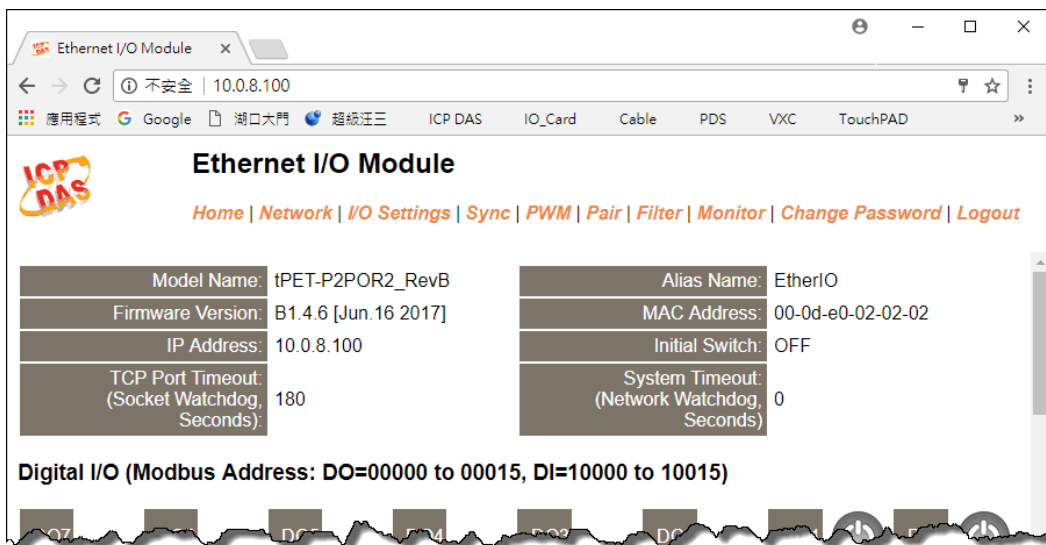 Ethernet I/O Module
不安全 | 10.0.8.100
應用程式 Google 湖口大門 超級汪三 ICP DAS IO_Card Cable PDS VXC TouchPAD »
ICP DAS
Ethernet I/O Module
Home | Network | I/O Settings | Sync | PWM | Pair | Filter | Monitor | Change Password | Logout
Model Name: tPET-P2POR2_RevB Alias Name: EtherIO
Firmware Version: B1.4.6 [Jun.16 2017] MAC Address: 00-0d-e0-02-02-02
IP Address: 10.0.8.100 Initial Switch: OFF
TCP Port Timeout: (Socket Watchdog, Seconds): 180 System Timeout: (Network Watchdog, Seconds) 0
Digital I/O (Modbus Address: DO=00000 to 00015, DI=10000 to 10015)